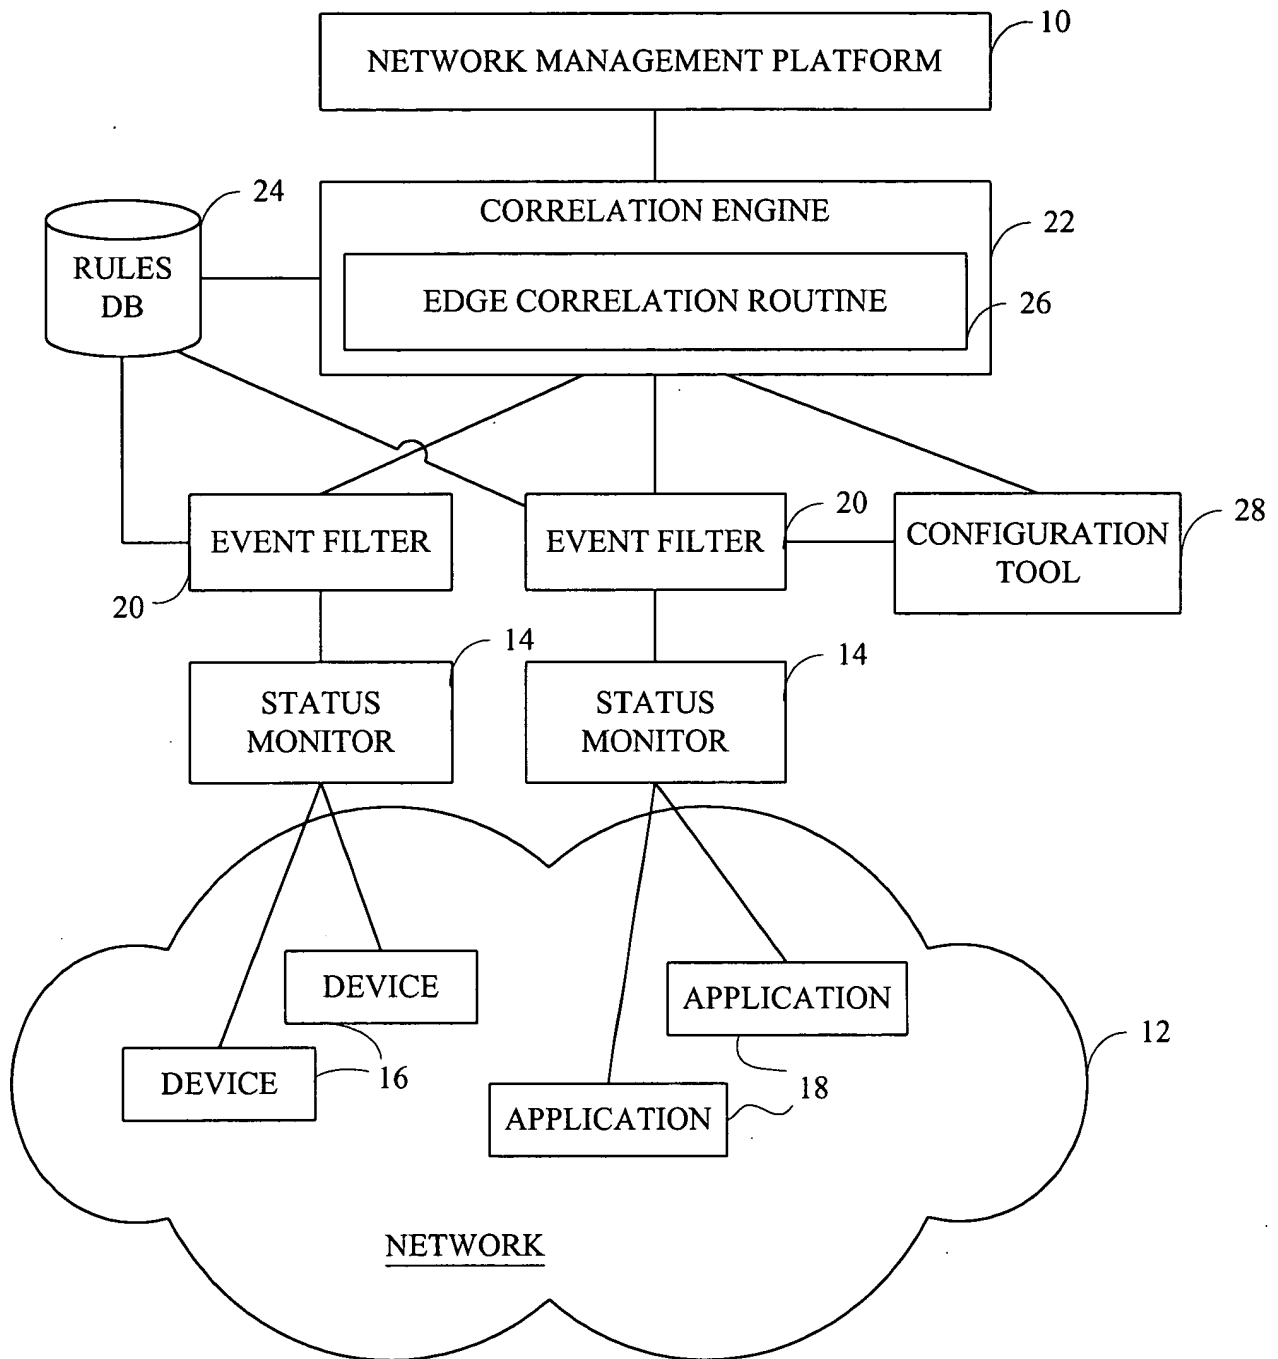 10
NETWORK MANAGEMENT PLATFORM
24
CORRELATION ENGINE
22
RULES
DB
EDGE CORRELATION ROUTINE
26
20
28
EVENT FILTER
EVENT FILTER
CONFIGURATION
TOOL
20
14
14
STATUS
MONITOR
STATUS
MONITOR
DEVICE
APPLICATION
12
DEVICE
16
18
APPLICATION
NETWORK